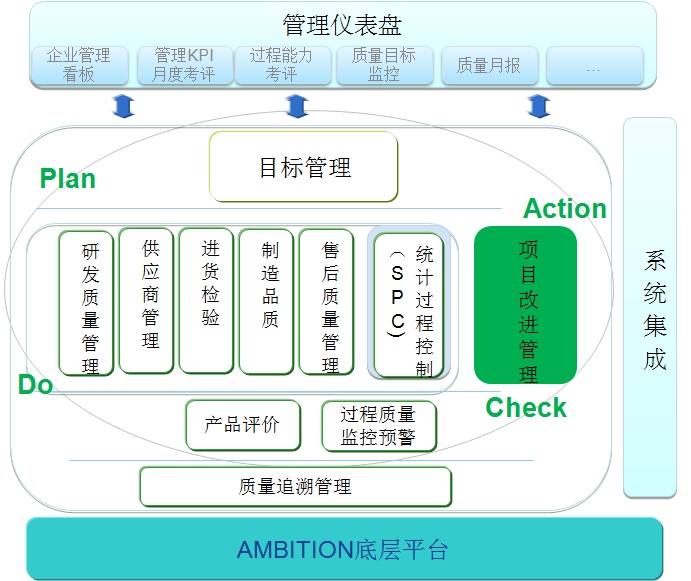 管理仪表盘
企业管理
看板
管理KPI
月度考评
过程能力
考评
质量目标
监控
质量月报
...
Plan
目标管理
Action
研发质量管理
供应商管理
进货检验
制造品质
售后质量管理
统计过程控制
（SPC）
项目改进管理
系统集成
Do
Check
产品评价
过程质量
监控预警
质量追溯管理
AMBITION底层平台